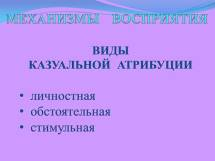 МЕХАНИЗМЫ ВОСПРИЯТИЯ
ВИДЫ
КАЗУАЛЬНОЙ АТРИБУЦИИ
• личностная
• обстоятельная
• стимульная